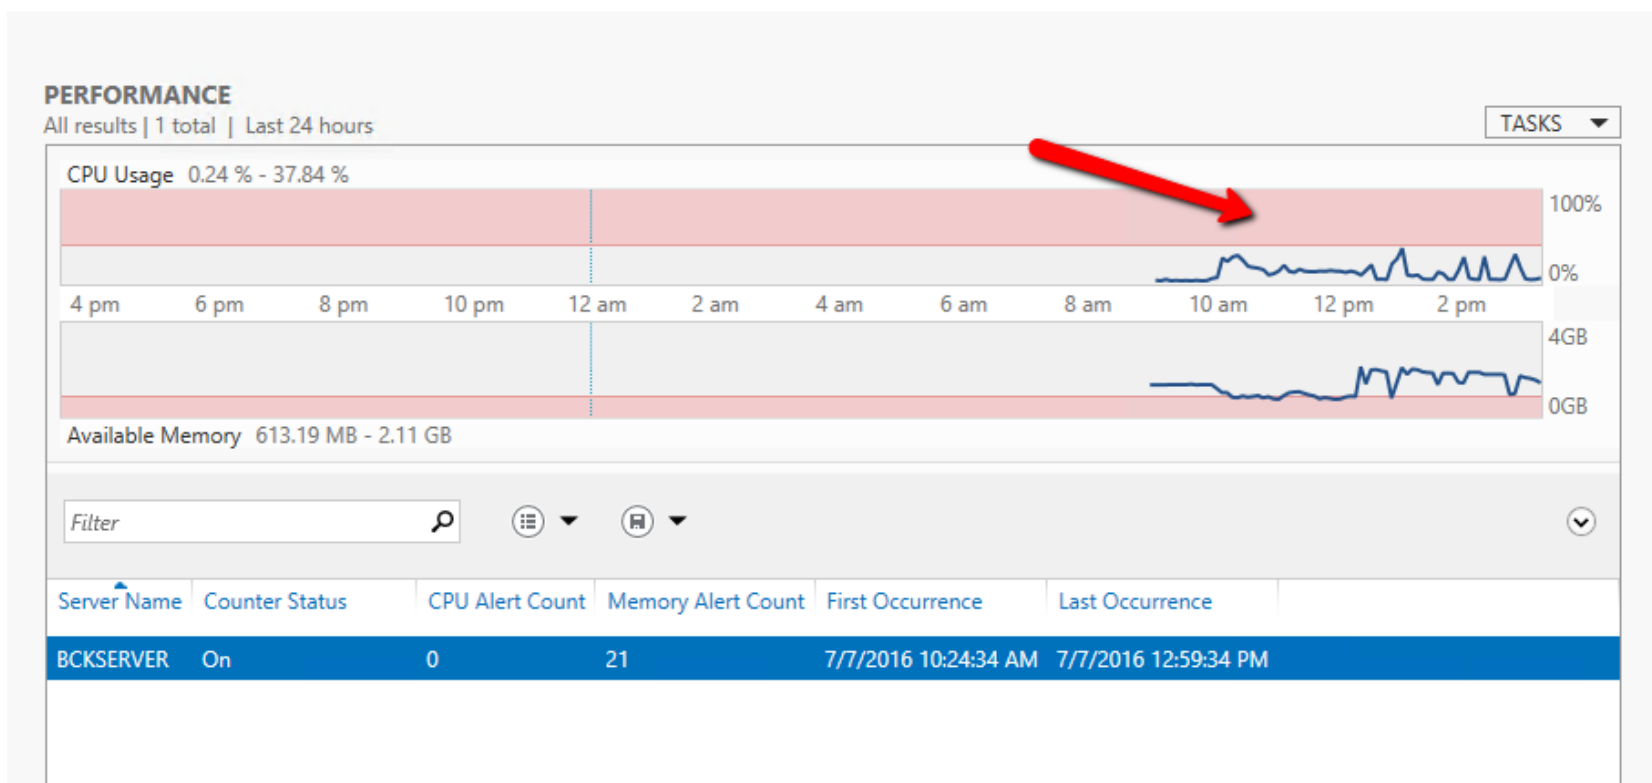 PERFORMANCE
All results | 1 total | Last 24 hours
TASKS
CPU Usage 0.24 % - 37.84 %
100%
0%
4 pm 6 pm 8 pm 10 pm 12 am 2 am 4 am 6 am 8 am 10 am 12 pm 2 pm
4GB
0GB
Available Memory 613.19 MB - 2.11 GB
Filter
Server Name Counter Status CPU Alert Count Memory Alert Count First Occurrence Last Occurrence
BCKSERVER On 0 21 7/7/2016 10:24:34 AM 7/7/2016 12:59:34 PM